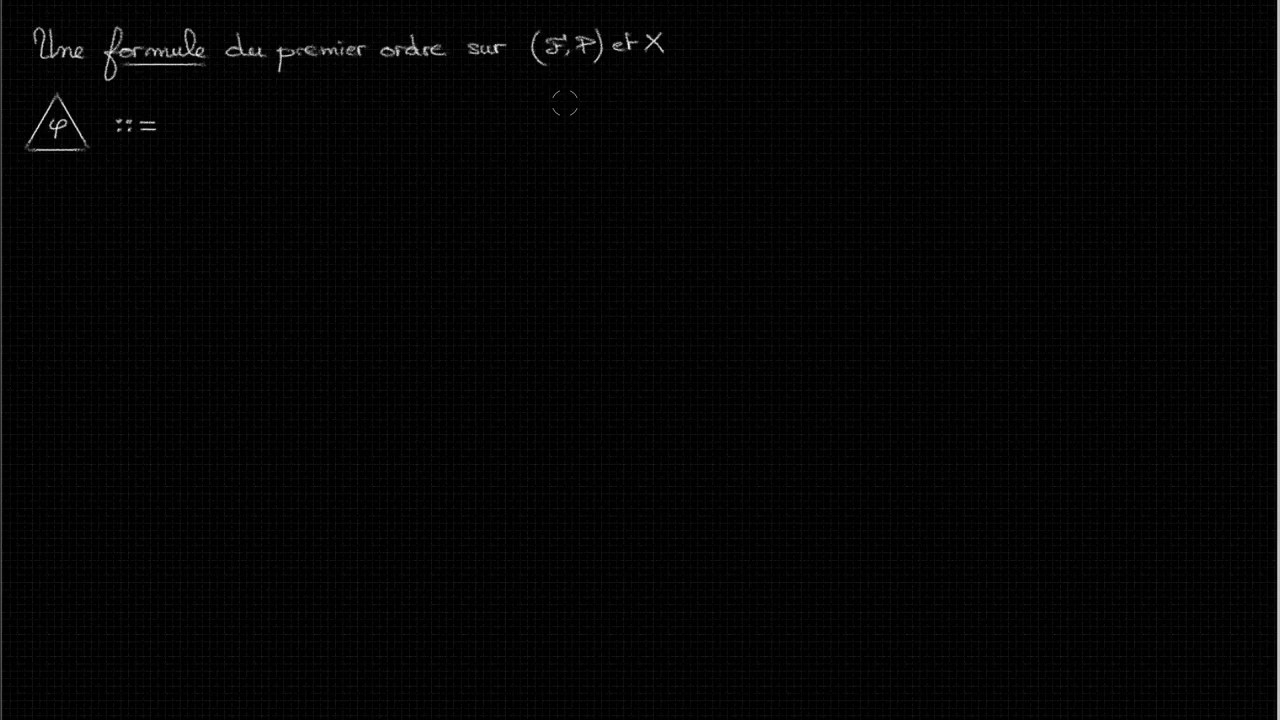 Une formule du premier ordre sur (F, P) et X
φ ::=